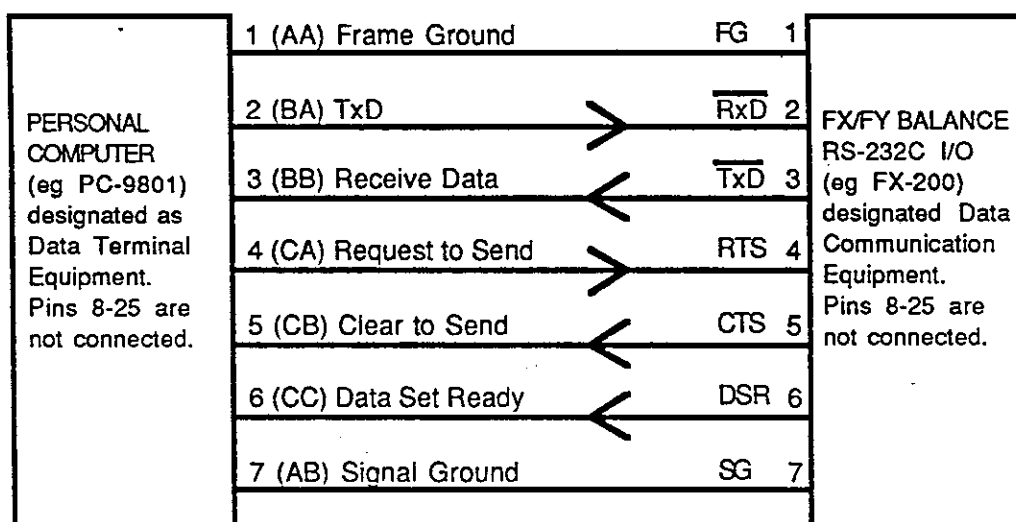 1 (AA) Frame Ground FG 1
2 (BA) TxD RxD 2
3 (BB) Receive Data TxD 3
4 (CA) Request to Send RTS 4
5 (CB) Clear to Send CTS 5
6 (CC) Data Set Ready DSR 6
7 (AB) Signal Ground SG 7
PERSONAL
COMPUTER
(eg PC-9801)
designated as
Data Terminal
Equipment.
Pins 8-25 are
not connected.
FX/FY BALANCE
RS-232C I/O
(eg FX-200)
designated Data
Communication
Equipment.
Pins 8-25 are
not connected.